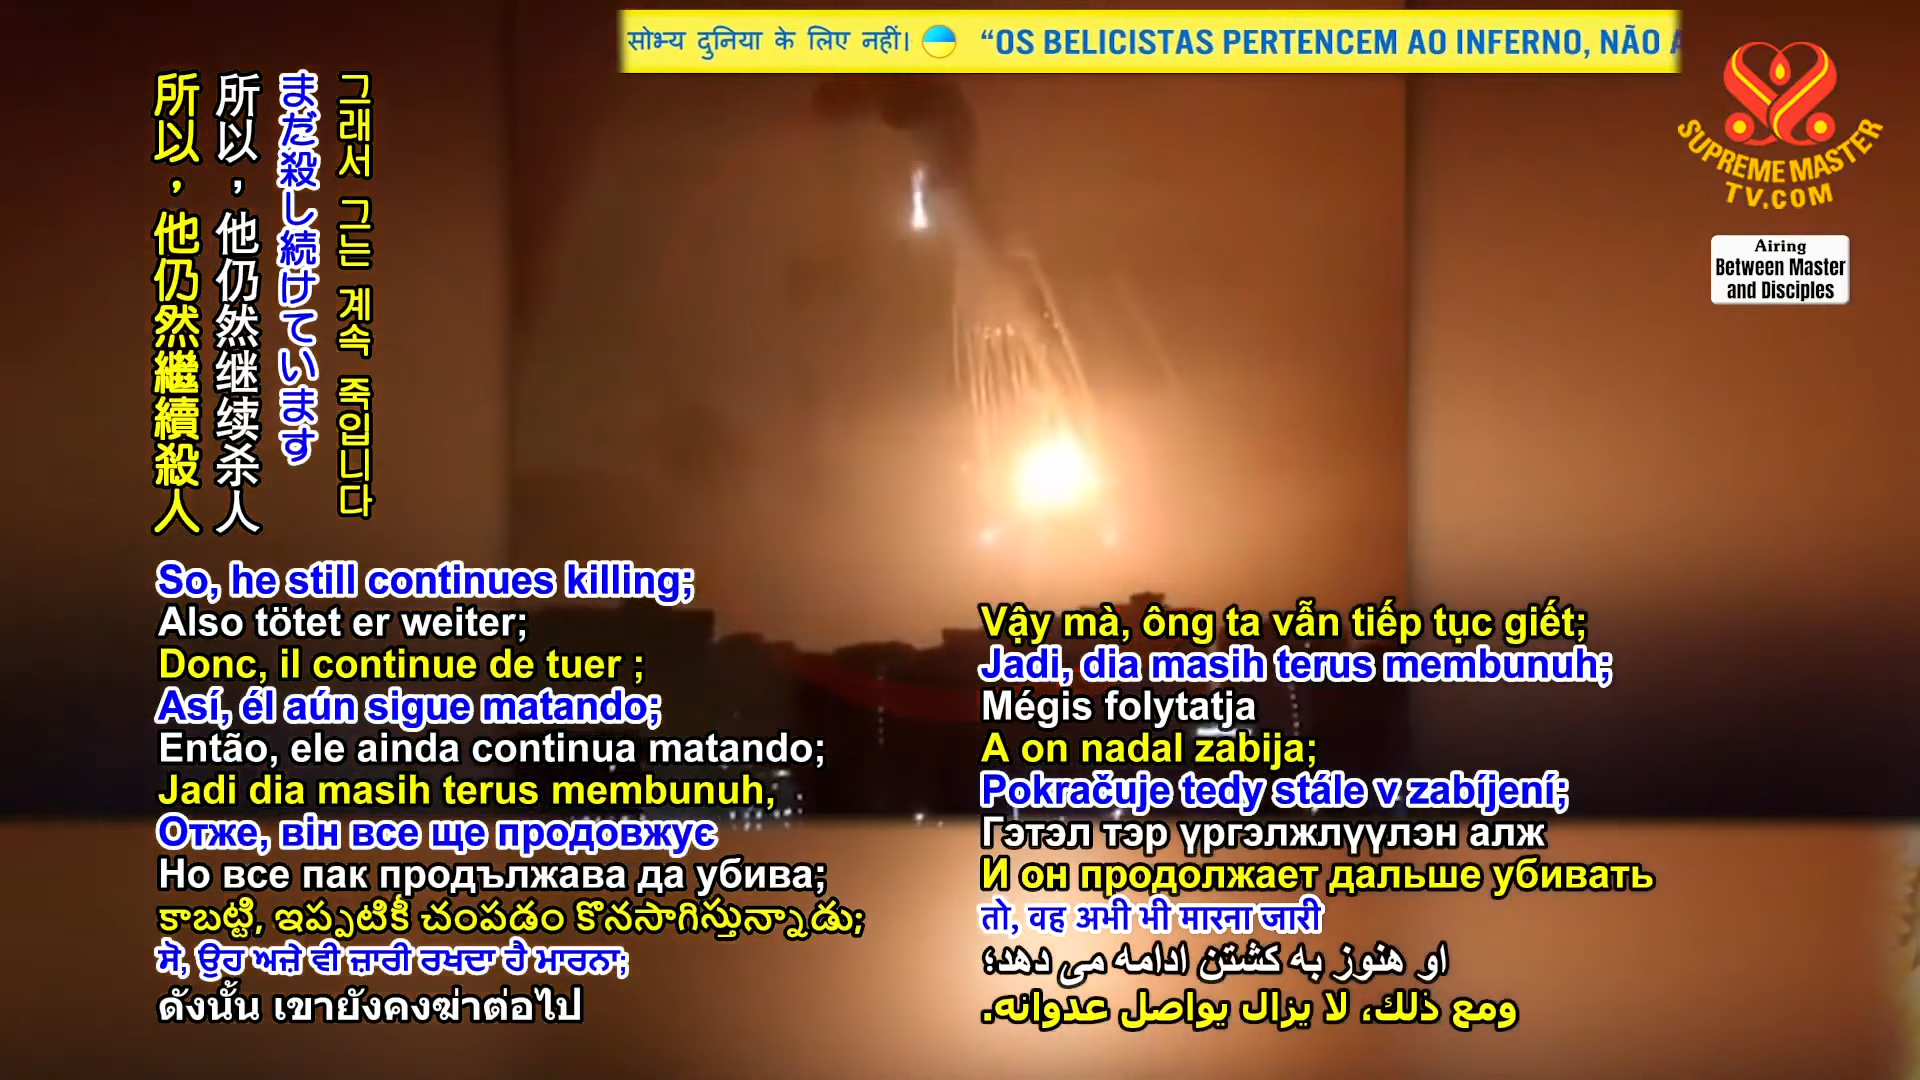 सोभ्य दुनिया के लिए नहीं। “OS BELICISTAS PERTENCEM AO INFERNO, NÃO A
SUPREME MASTER
TV.COM
Airing
Between Master
and Disciples
그래서 그는 계속 죽입니다
まだ殺し続けています
所以，他仍然继续杀人
所以，他仍然繼續殺人
So, he still continues killing;
Also tötet er weiter;
Donc, il continue de tuer ;
Así, él aún sigue matando;
Então, ele ainda continua matando;
Jadi dia masih terus membunuh,
Отже, він все ще продовжує
Но все пак продължава да убива;
కాబట్టి, ఇప్పటికీ చంపడం కొనసాగిస్తున్నాడు;
ਸੋ, ਉਹ ਅਜ਼ੇ ਵੀ ਜ਼ਾਰੀ ਰਖਦਾ ਹੈ ਮਾਰਨਾ;
ดังนั้น เขายังคงฆ่าต่อไป
Vậy mà, ông ta vẫn tiếp tục giết;
Jadi, dia masih terus membunuh;
Mégis folytatja
A on nadal zabija;
Pokračuje tedy stále v zabíjení;
Гэтэл тэр үргэлжлүүлэн алж
И он продолжает дальше убивать
तो, वह अभी भी मारना जारी
او هنوز به کشتن ادامه می دهد؛
ومع ذلك، لا يزال يواصل عدوانه.